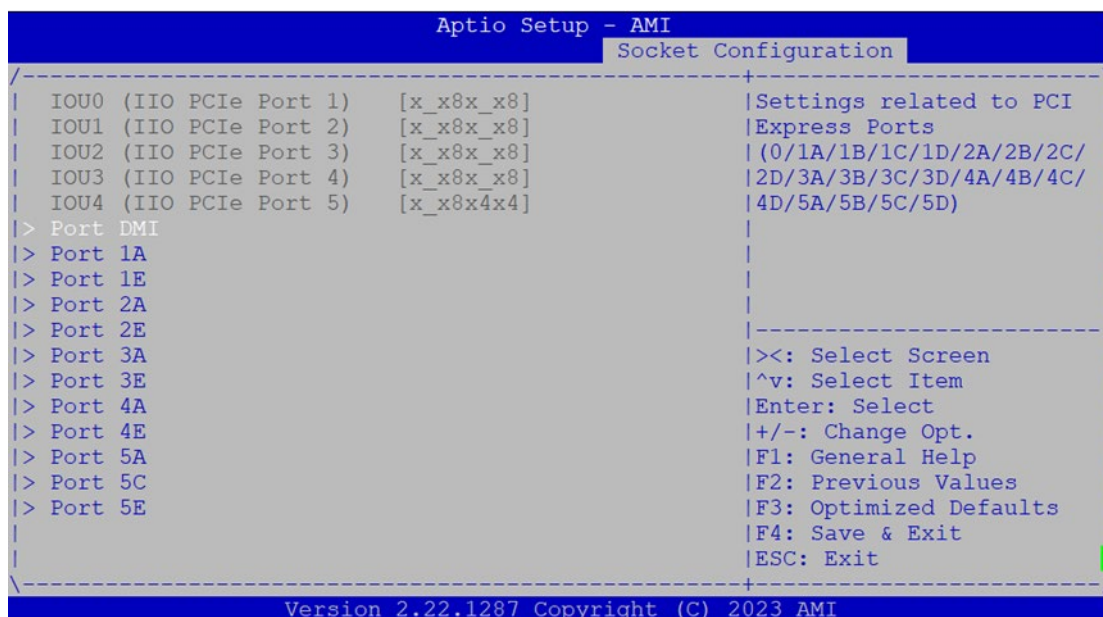 Aptio Setup - AMI
Socket Configuration
/----------------------------------------------------+-------------------------
| IOU0 (IIO PCIe Port 1) [x_x8x_x8] |Settings related to PCI
| IOU1 (IIO PCIe Port 2) [x_x8x_x8] |Express Ports
| IOU2 (IIO PCIe Port 3) [x_x8x_x8] |(0/1A/1B/1C/1D/2A/2B/2C/
| IOU3 (IIO PCIe Port 4) [x_x8x_x8] |2D/3A/3B/3C/3D/4A/4B/4C/
| IOU4 (IIO PCIe Port 5) [x_x8x4x4] |4D/5A/5B/5C/5D)
|> Port DMI |
|> Port 1A |
|> Port 1E |
|> Port 2A |
|> Port 2E |-------------------------
|> Port 3A |><: Select Screen
|> Port 3E |^v: Select Item
|> Port 4A |Enter: Select
|> Port 4E |+/-: Change Opt.
|> Port 5A |F1: General Help
|> Port 5C |F2: Previous Values
|> Port 5E |F3: Optimized Defaults
| |F4: Save & Exit
| |ESC: Exit
\----------------------------------------------------+-------------------------
Version 2.22.1287 Copyright (C) 2023 AMI